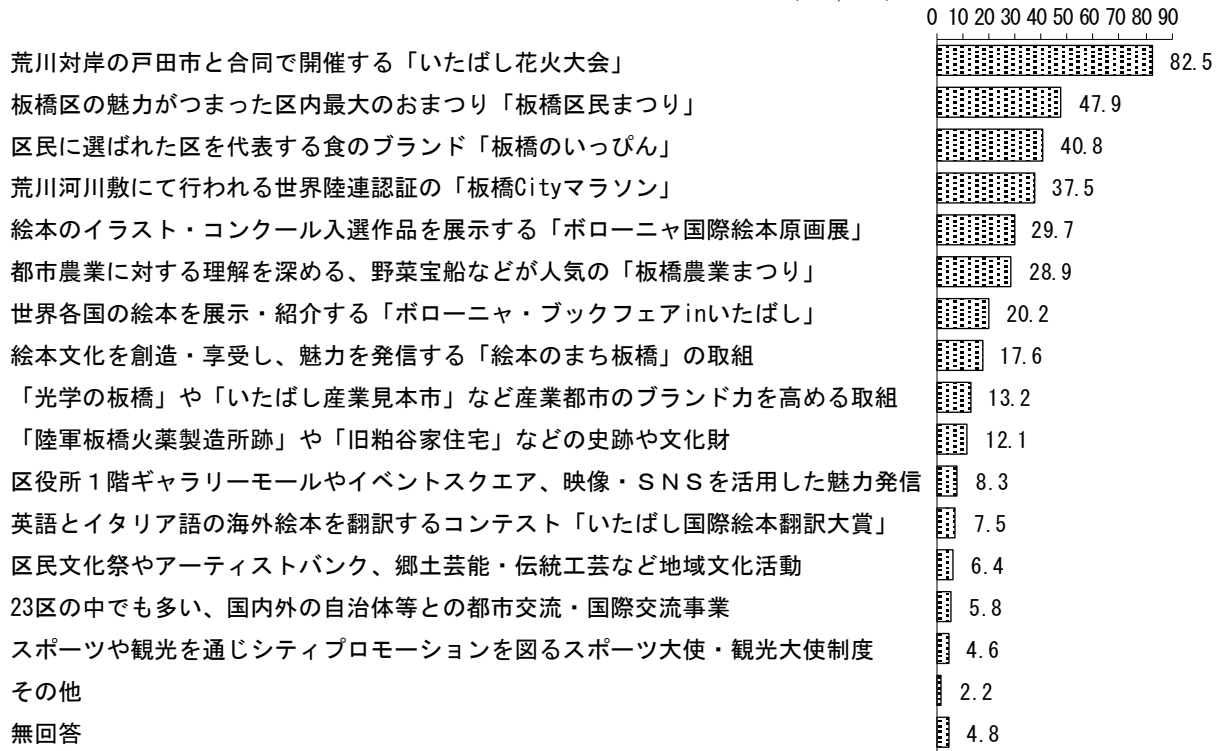 0 10 20 30 40 50 60 70 80 90
荒川対岸の戸田市と合同で開催する「いたばし花火大会」 82.5
板橋区の魅力がつまった区内最大のおまつり「板橋区民まつり」 47.9
区民に選ばれた区を代表する食のブランド「板橋のいっぴん」 40.8
荒川河川敷にて行われる世界陸連認証の「板橋Cityマラソン」 37.5
絵本のイラスト・コンクール入選作品を展示する「ボローニャ国際絵本原画展」 29.7
都市農業に対する理解を深める、野菜宝船などが人気の「板橋農業まつり」 28.9
世界各国の絵本を展示・紹介する「ボローニャ・ブックフェアinいたばし」 20.2
絵本文化を創造・享受し、魅力を発信する「絵本のまち板橋」の取組 17.6
「光学の板橋」や「いたばし産業見本市」など産業都市のブランド力を高める取組 13.2
「陸軍板橋火薬製造所跡」や「旧粕谷家住宅」などの史跡や文化財 12.1
区役所１階ギャラリーモールやイベントスクエア、映像・ＳＮＳを活用した魅力発信 8.3
英語とイタリア語の海外絵本を翻訳するコンテスト「いたばし国際絵本翻訳大賞」 7.5
区民文化祭やアーティストバンク、郷土芸能・伝統工芸など地域文化活動 6.4
23区の中でも多い、国内外の自治体等との都市交流・国際交流事業 5.8
スポーツや観光を通じシティプロモーションを図るスポーツ大使・観光大使制度 4.6
その他 2.2
無回答 4.8